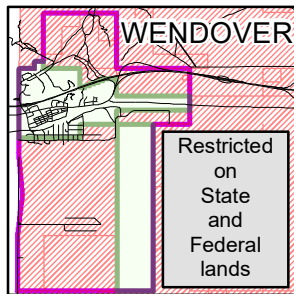 WENDOVER
Restricted
on
State
and
Federal
lands